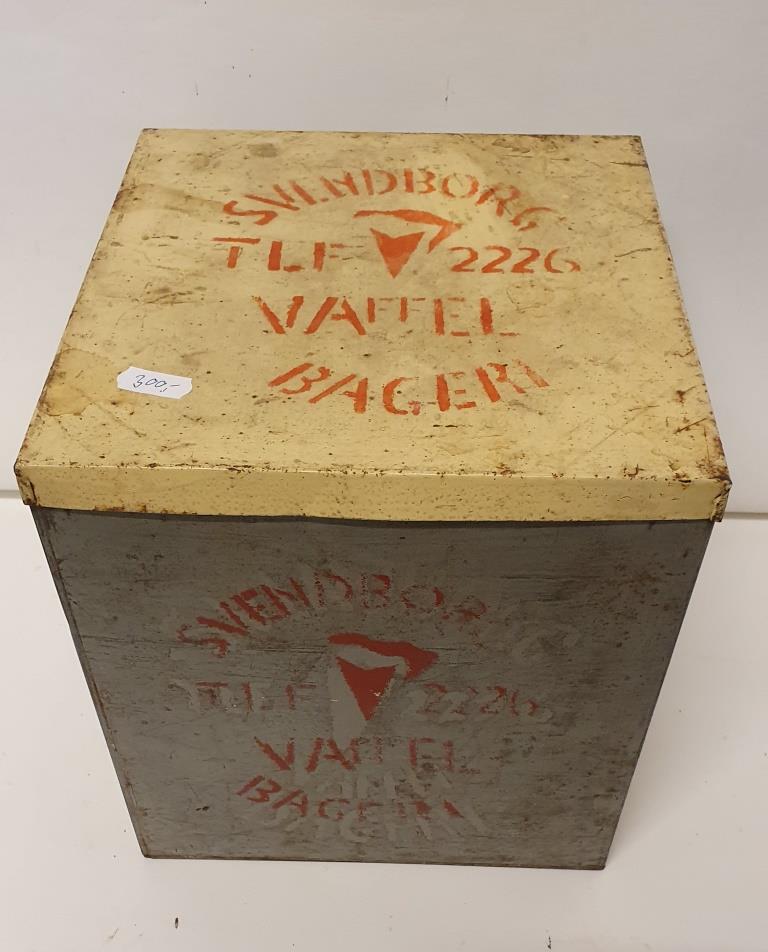 SVENDBORG
TLF 2226
VAFFEL
BAGERI
300,-
SVENDBORG
TLF 2226
VAFFEL
BAGERI